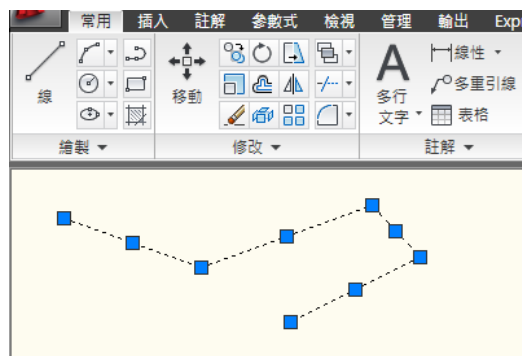 常用 插入 註解 參數式 檢視 管理 輸出 Exp
線
移動
A
多行
文字
線性
多重引線
表格
繪製
修改
註解